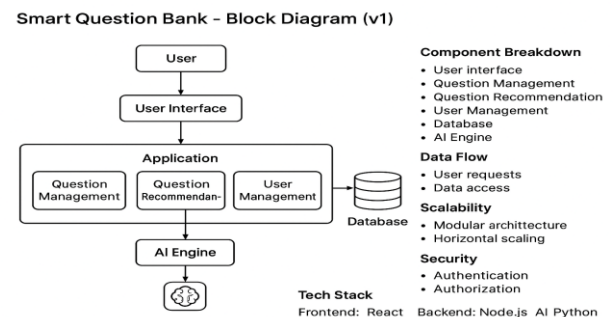 Smart Question Bank – Block Diagram (v1)
User
User Interface
Application
Question
Management
Question
Recommendan-
User
Management
Database
AI Engine
Component Breakdown
• User interface
• Question Management
• Question Recommendation
• User Management
• Database
• AI Engine
Data Flow
• User requests
• Data access
Scalability
• Modular archittecture
• Horizontal scaling
Security
• Authentication
• Authorization
Tech Stack
Frontend: React Backend: Node.js AI Python